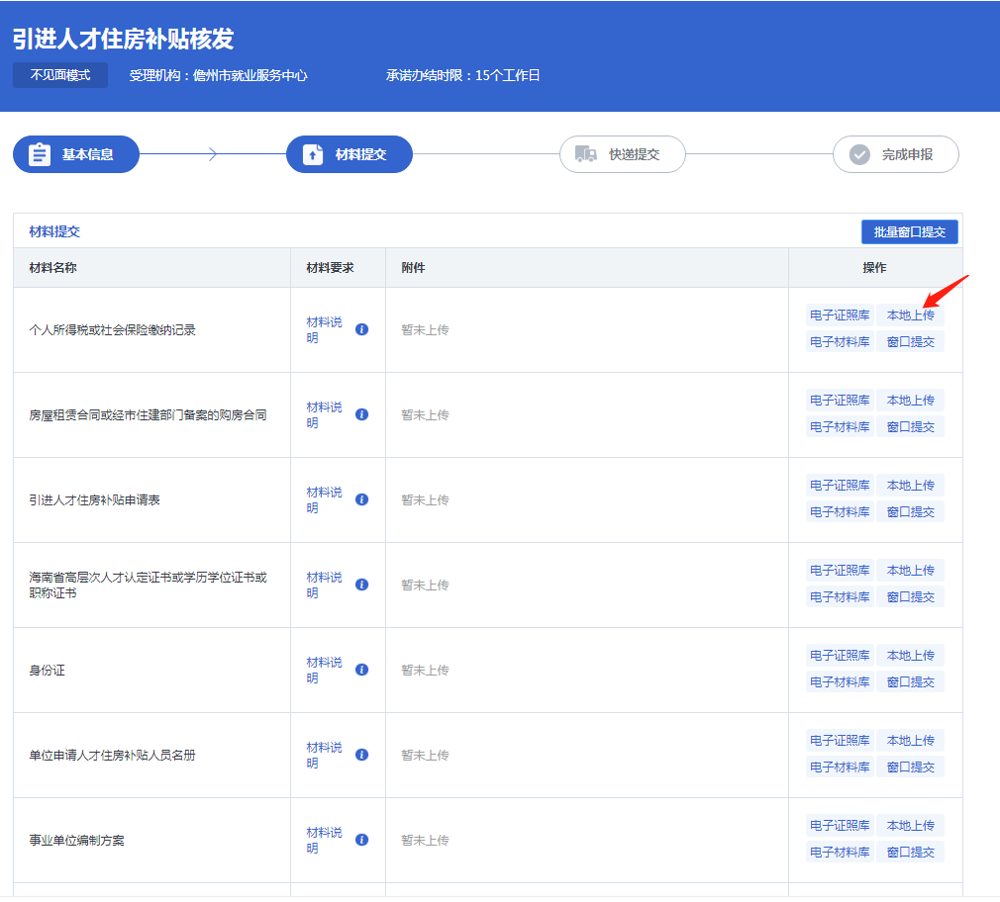 引进人才住房补贴核发
不见面模式 受理机构：儋州市就业服务中心 承诺办结时限：15个工作日
基本信息 材料提交 快递提交 完成申报
材料提交 批量窗口提交
材料名称 材料要求 附件 操作
个人所得税或社会保险缴纳记录
材料说
明
暂未上传
电子证照库 本地上传
电子材料库 窗口提交
房屋租赁合同或经市住建部门备案的购房合同
材料说
明
暂未上传
电子证照库 本地上传
电子材料库 窗口提交
引进人才住房补贴申请表
材料说
明
暂未上传
电子证照库 本地上传
电子材料库 窗口提交
海南省高层次人才认定证书或学历学位证书或
职称证书
材料说
明
暂未上传
电子证照库 本地上传
电子材料库 窗口提交
身份证
材料说
明
暂未上传
电子证照库 本地上传
电子材料库 窗口提交
单位申请人才住房补贴人员名册
材料说
明
暂未上传
电子证照库 本地上传
电子材料库 窗口提交
事业单位编制方案
材料说
明
暂未上传
电子证照库 本地上传
电子材料库 窗口提交